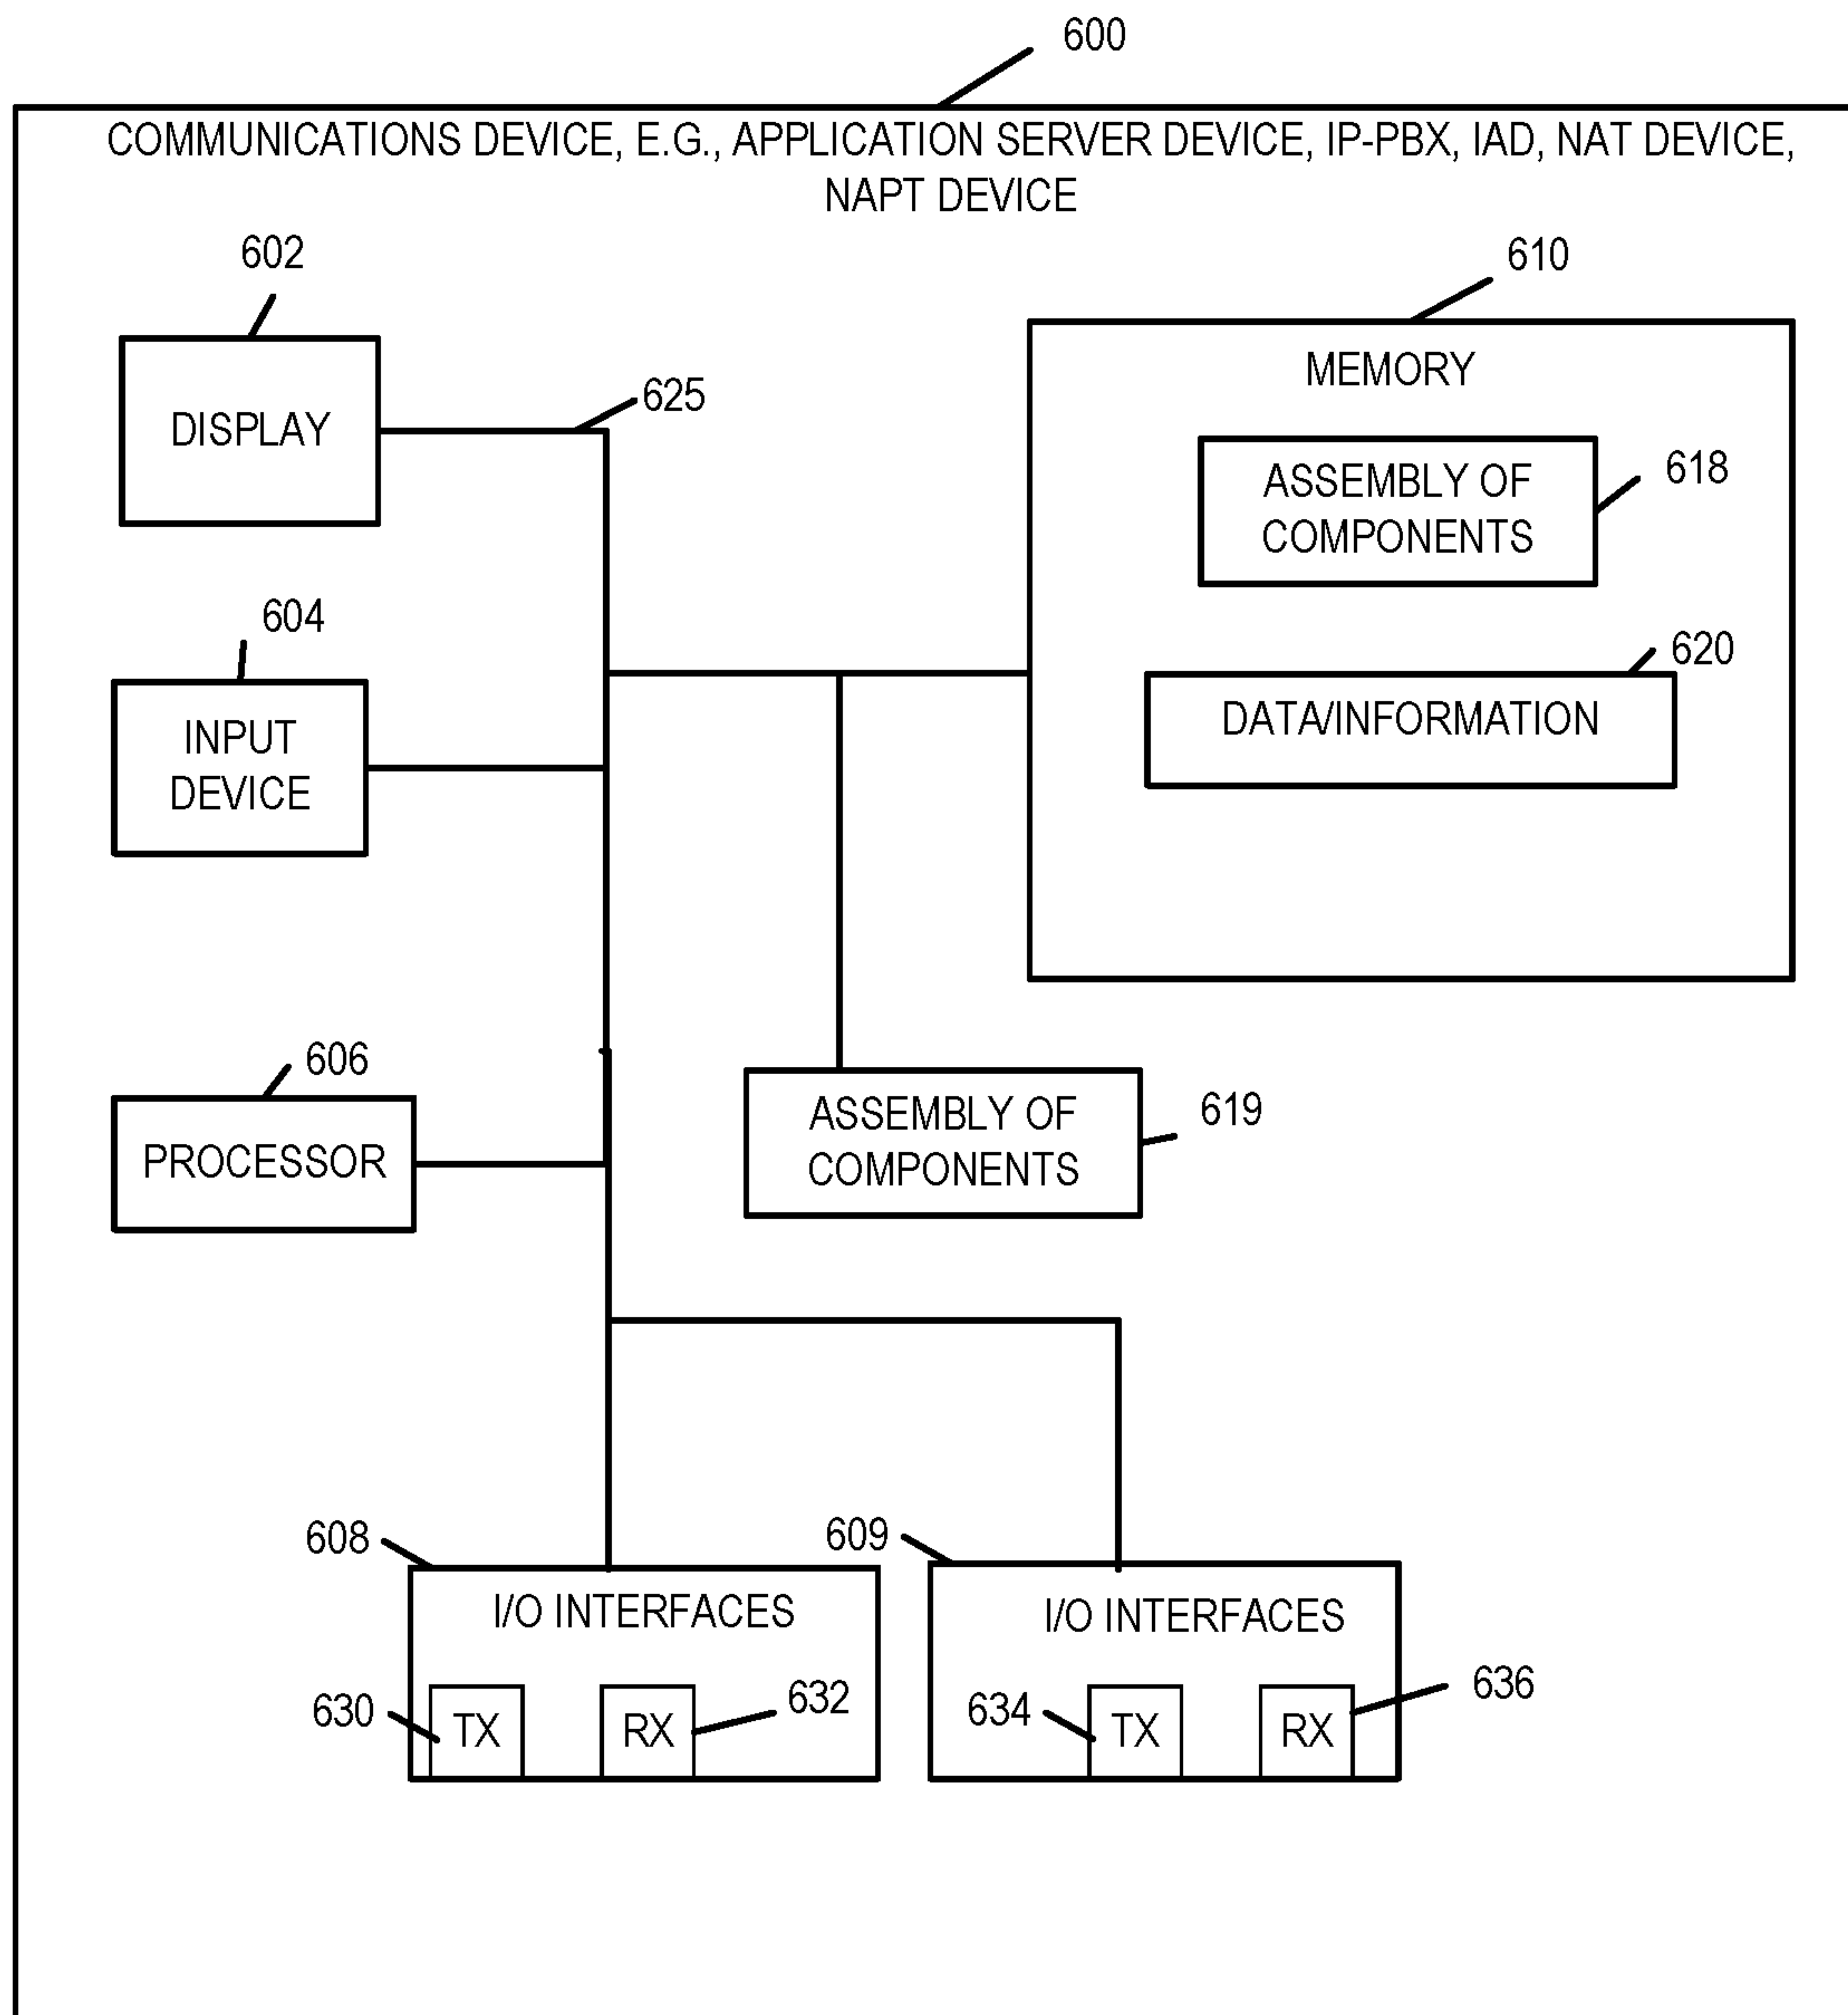 600
COMMUNICATIONS DEVICE, E.G., APPLICATION SERVER DEVICE, IP-PBX, IAD, NAT DEVICE,
NAPT DEVICE
602
DISPLAY
625
610
MEMORY
ASSEMBLY OF
COMPONENTS
618
604
INPUT
DEVICE
620
DATA/INFORMATION
606
PROCESSOR
ASSEMBLY OF
COMPONENTS
619
608
I/O INTERFACES
630
TX
RX
632
609
I/O INTERFACES
634
TX
RX
636